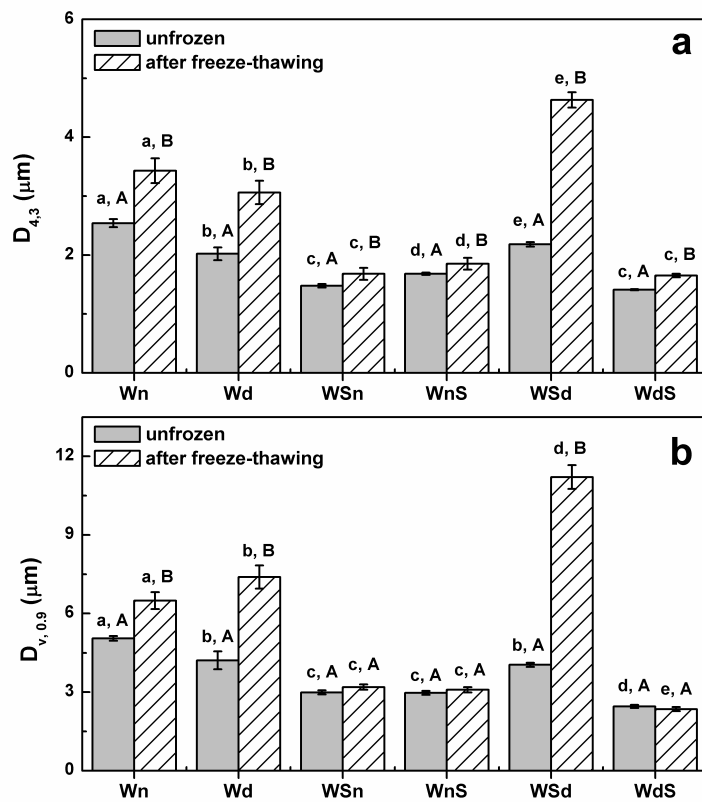 6
4
2
0
D4,3 (μm)
unfrozen
after freeze-thawing
a
a, A
a, B
b, A
b, B
c, A
c, B
d, A
d, B
e, A
e, B
c, A
c, B
Wn Wd WSn WnS WSd WdS
12
9
6
3
0
Dv, 0.9 (μm)
unfrozen
after freeze-thawing
b
a, A
a, B
b, A
b, B
c, A
c, A
c, A
c, A
b, A
d, B
d, A
e, A
Wn Wd WSn WnS WSd WdS